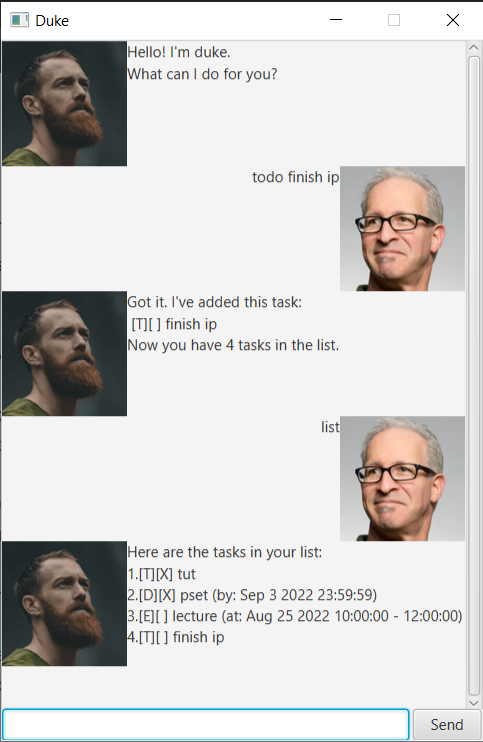 Duke
Hello! I'm duke.
What can I do for you?
todo finish ip
Got it. I've added this task:
[T][ ] finish ip
Now you have 4 tasks in the list.
list
Here are the tasks in your list:
1.[T][X] tut
2.[D][X] pset (by: Sep 3 2022 23:59:59)
3.[E][ ] lecture (at: Aug 25 2022 10:00:00 - 12:00:00)
4.[T][ ] finish ip
Send